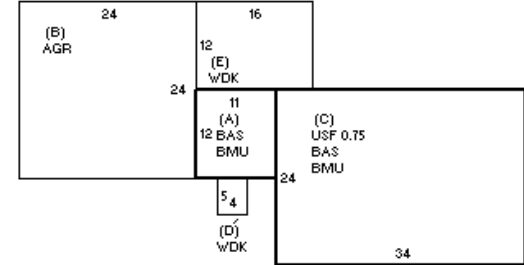 24
16
(B)
AGR
12
(E)
WDK
24
11
(A)
12 BAS
BMU
(C)
USF 0.75
BAS
BMU
24
5 4
(D)
WDK
34